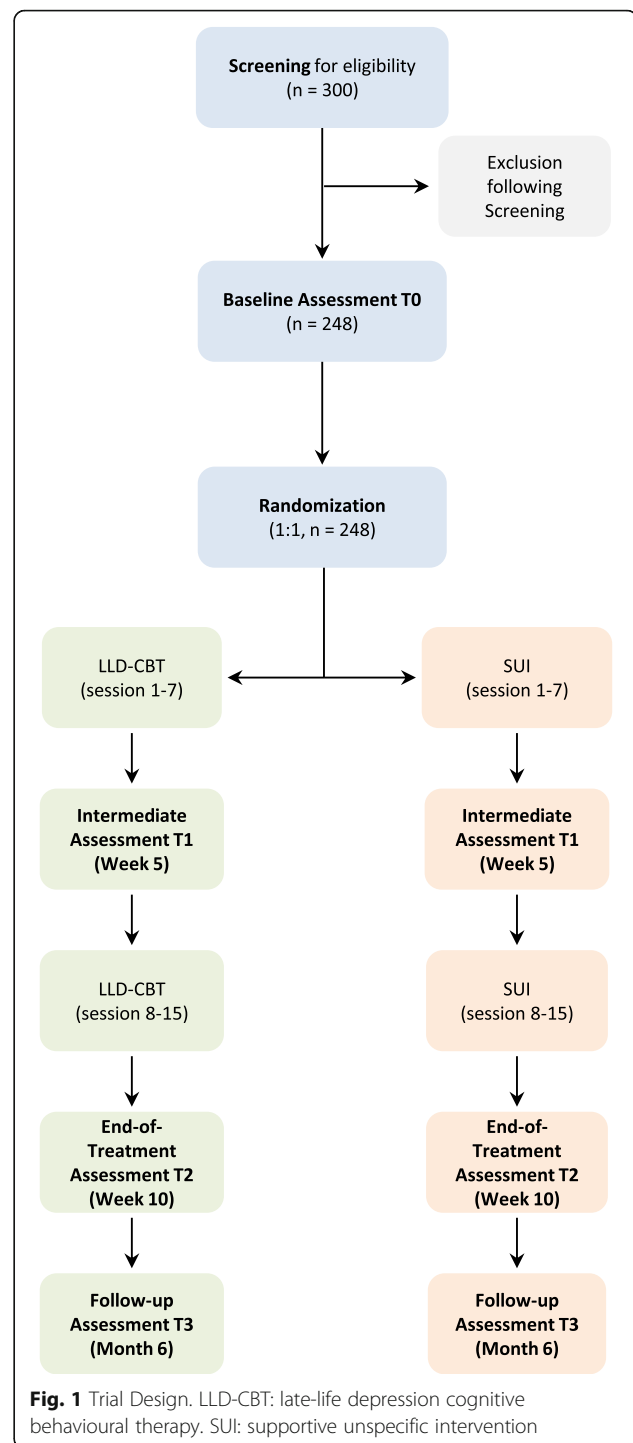 Screening for eligibility
(n = 300)
Exclusion
following
Screening
Baseline Assessment T0
(n = 248)
Randomization
(1:1, n = 248)
LLD-CBT
(session 1-7)
SUI
(session 1-7)
Intermediate
Assessment T1
(Week 5)
Intermediate
Assessment T1
(Week 5)
LLD-CBT
(session 8-15)
SUI
(session 8-15)
End-of-
Treatment
Assessment T2
(Week 10)
End-of-
Treatment
Assessment T2
(Week 10)
Follow-up
Assessment T3
(Month 6)
Follow-up
Assessment T3
(Month 6)
Fig. 1 Trial Design. LLD-CBT: late-life depression cognitive
behavioural therapy. SUI: supportive unspecific intervention